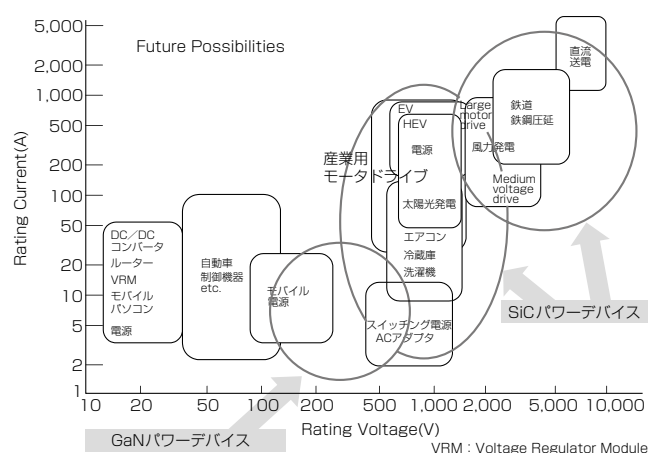 Future Possibilities
Rating Current(A)
5,000
2,000
1,000
500
200
100
50
20
10
5
2
1
10
20
50
100
200
500
1,000
2,000
5,000
10,000
Rating Voltage(V)
DC/DC
コンバータ
ルーター
VRM
モバイル
パソコン
電源
自動車
制御機器
etc.
モバイル
電源
産業用
モータドライブ
EV
HEV
電源
太陽光発電
エアコン
冷蔵庫
洗濯機
スイッチング電源
ACアダプタ
Large
motor
drive
風力発電
Medium
voltage
drive
鉄道
鉄鋼圧延
直流
送電
SiCパワーデバイス
GaNパワーデバイス
VRM：Voltage Regulator Module